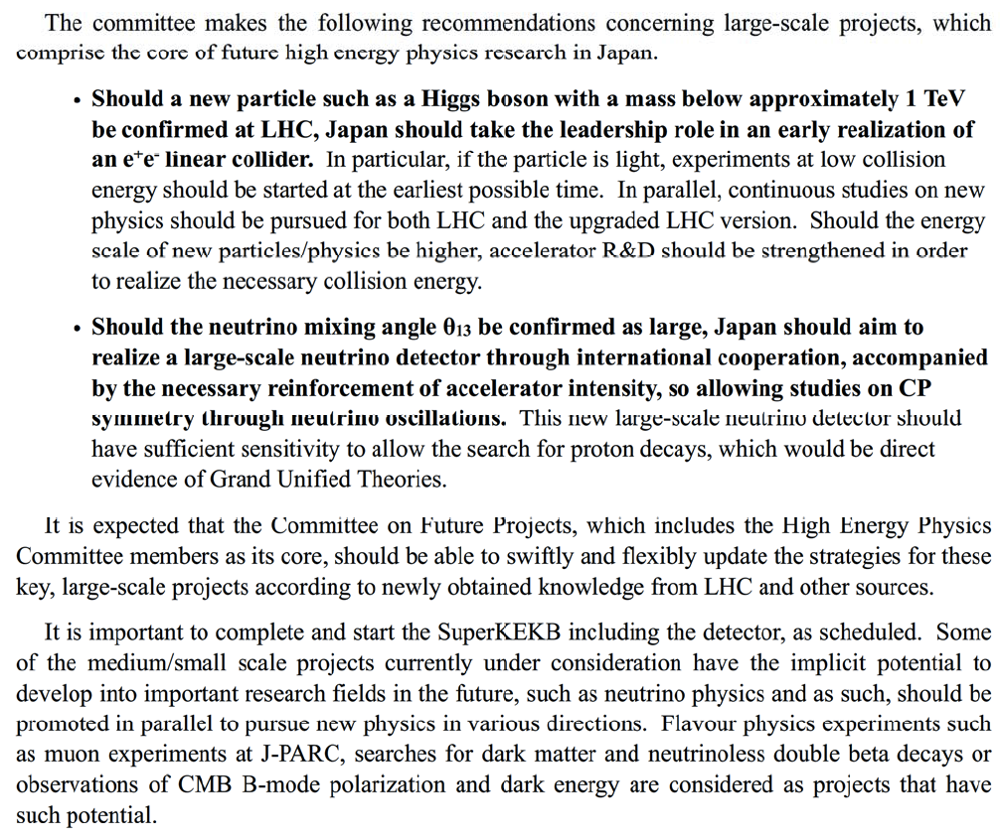 The committee makes the following recommendations concerning large-scale projects, which
comprise the core of future high energy physics research in Japan.
• Should a new particle such as a Higgs boson with a mass below approximately 1 TeV
be confirmed at LHC, Japan should take the leadership role in an early realization of
an e⁺e⁻ linear collider. In particular, if the particle is light, experiments at low collision
energy should be started at the earliest possible time. In parallel, continuous studies on new
physics should be pursued for both LHC and the upgraded LHC version. Should the energy
scale of new particles/physics be higher, accelerator R&D should be strengthened in order
to realize the necessary collision energy.
• Should the neutrino mixing angle θ₁₃ be confirmed as large, Japan should aim to
realize a large-scale neutrino detector through international cooperation, accompanied
by the necessary reinforcement of accelerator intensity, so allowing studies on CP
symmetry through neutrino oscillations. This new large-scale neutrino detector should
have sufficient sensitivity to allow the search for proton decays, which would be direct
evidence of Grand Unified Theories.
It is expected that the Committee on Future Projects, which includes the High Energy Physics
Committee members as its core, should be able to swiftly and flexibly update the strategies for these
key, large-scale projects according to newly obtained knowledge from LHC and other sources.
It is important to complete and start the SuperKEKB including the detector, as scheduled. Some
of the medium/small scale projects currently under consideration have the implicit potential to
develop into important research fields in the future, such as neutrino physics and as such, should be
promoted in parallel to pursue new physics in various directions. Flavour physics experiments such
as muon experiments at J-PARC, searches for dark matter and neutrinoless double beta decays or
observations of CMB B-mode polarization and dark energy are considered as projects that have
such potential.